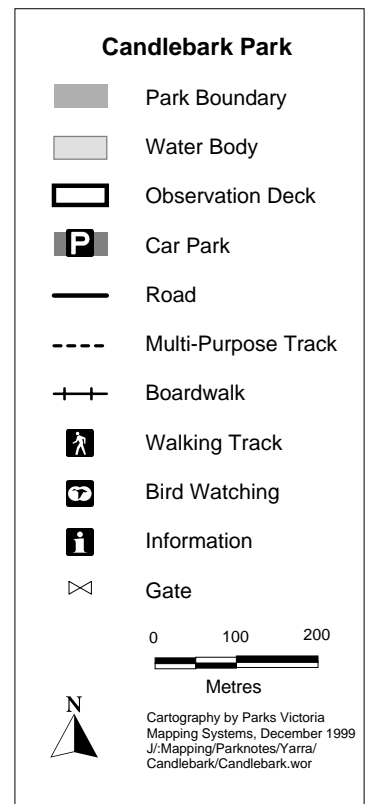 Candlebark Park
Park Boundary
Water Body
Observation Deck
P
Car Park
Road
Multi-Purpose Track
Boardwalk
Walking Track
Bird Watching
i
Information
Gate
0 100 200
Metres
N
Cartography by Parks Victoria
Mapping Systems, December 1999
J/:Mapping/Parknotes/Yarra/
Candlebark/Candlebark.wor